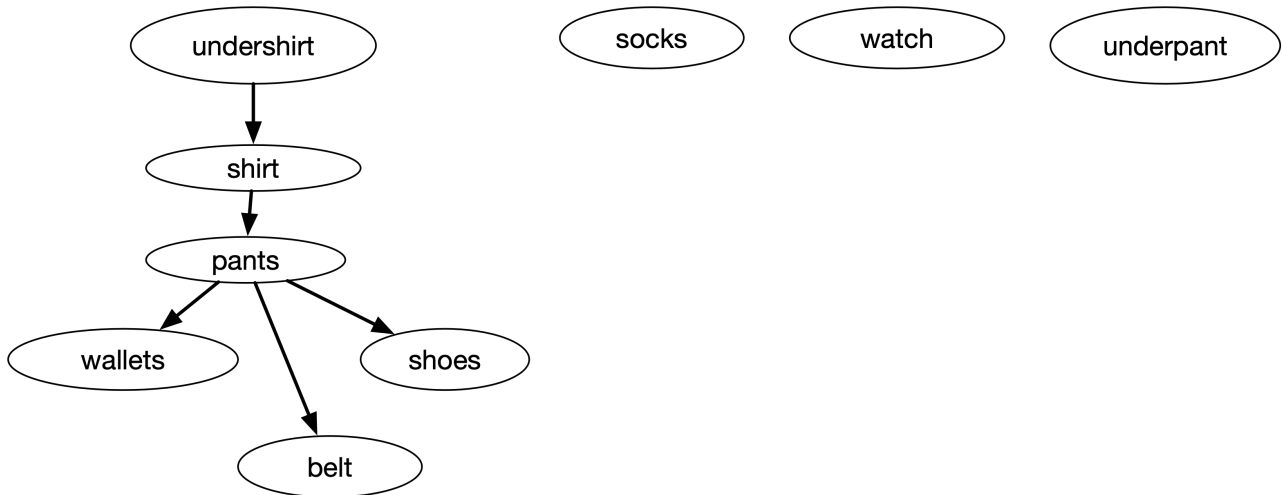 undershirt
socks
watch
underpant
shirt
pants
wallets
shoes
belt